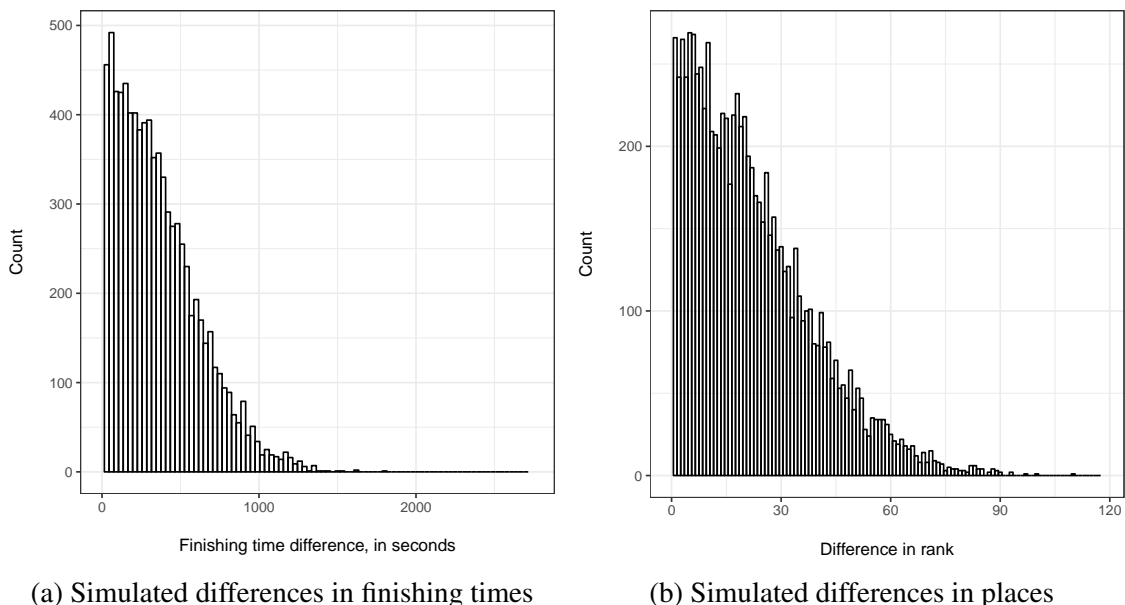 500
400
300
200
100
0
Count
0 1000 2000
Finishing time difference, in seconds
(a) Simulated differences in finishing times
200
100
0
Count
0 30 60 90 120
Difference in rank
(b) Simulated differences in places